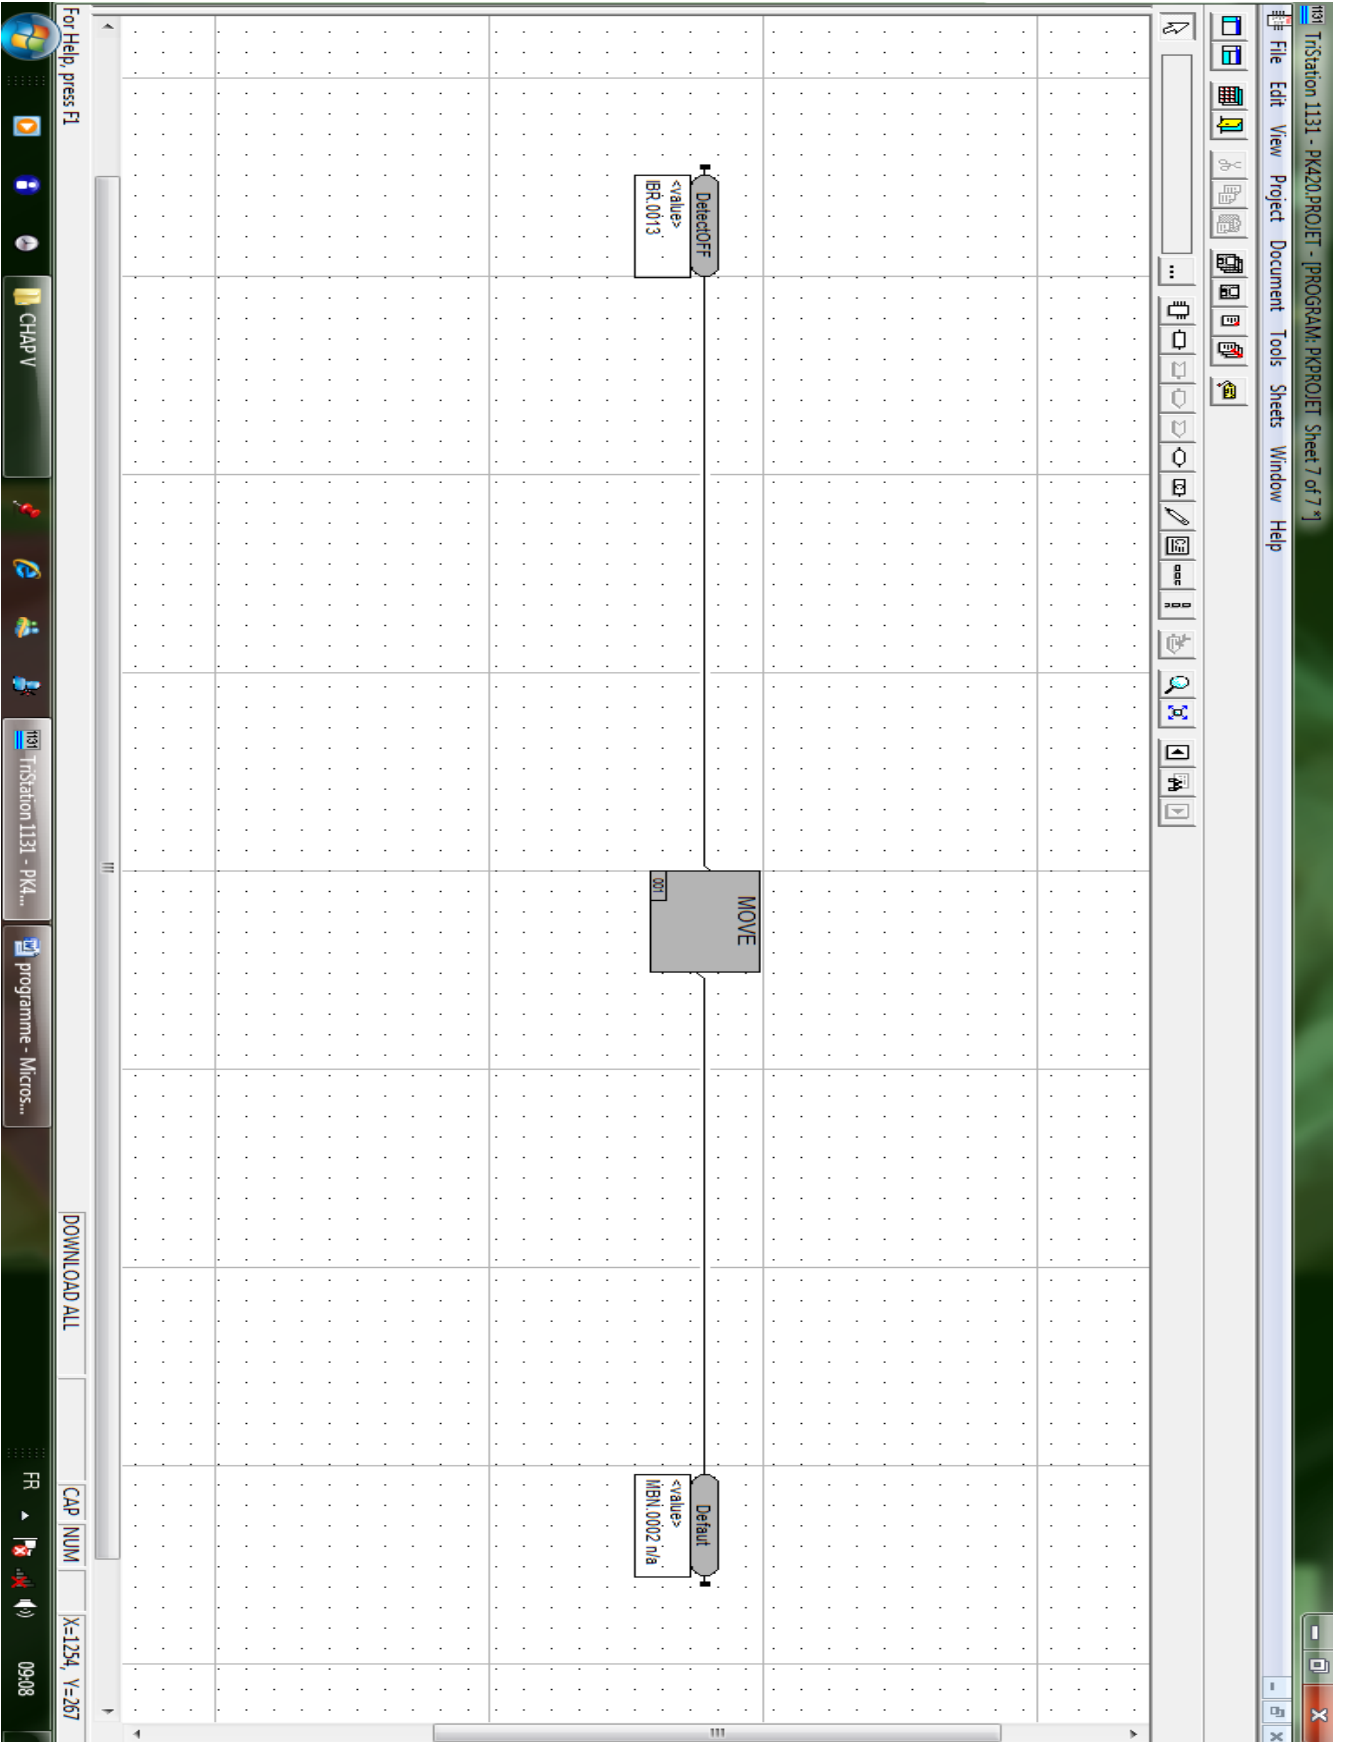 TriStation 1131 - PK420.PROJET - [PROGRAM: PKPROJET Sheet 7 of 7 *]
File Edit View Project Document Tools Sheets Window Help
DetectOFF
<value>
IBR.0013
MOVE
001
Defaut
<value>
MBN.0002 n/a
For Help, press F1
DOWNLOAD ALL
CAP NUM
X=1254, Y=267
CHAP V
1131 TriStation 1131 - PK4...
programme - Micros...
FR
09:08